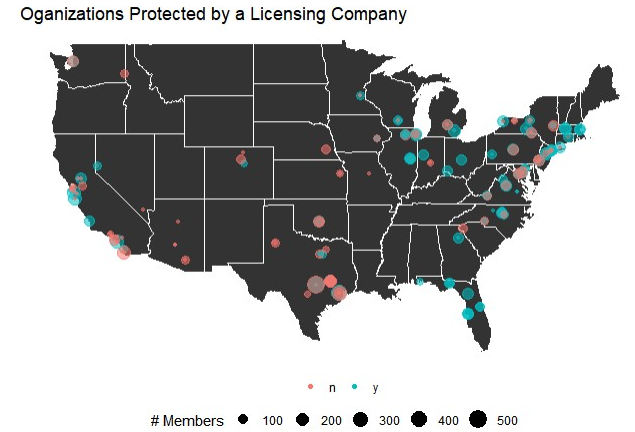 Oganizations Protected by a Licensing Company
n y
# Members 100 200 300 400 500